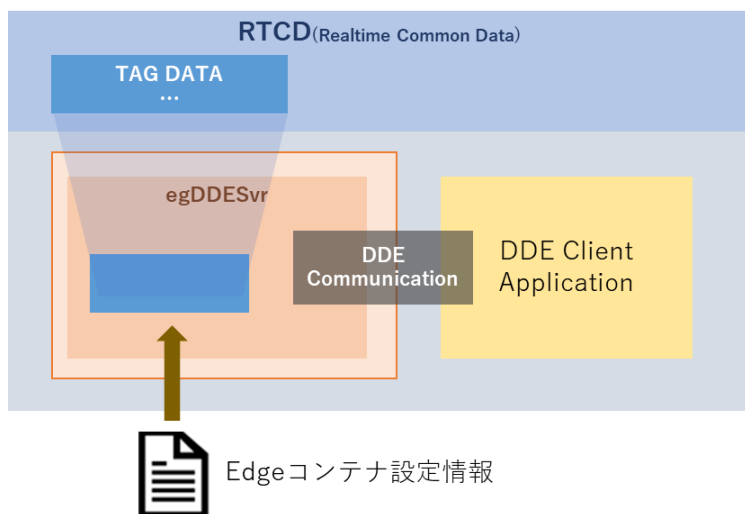 RTCD(Realtime Common Data)
TAG DATA
…
egDDESvr
DDE
Communication
DDE Client
Application
Edgeコンテナ設定情報